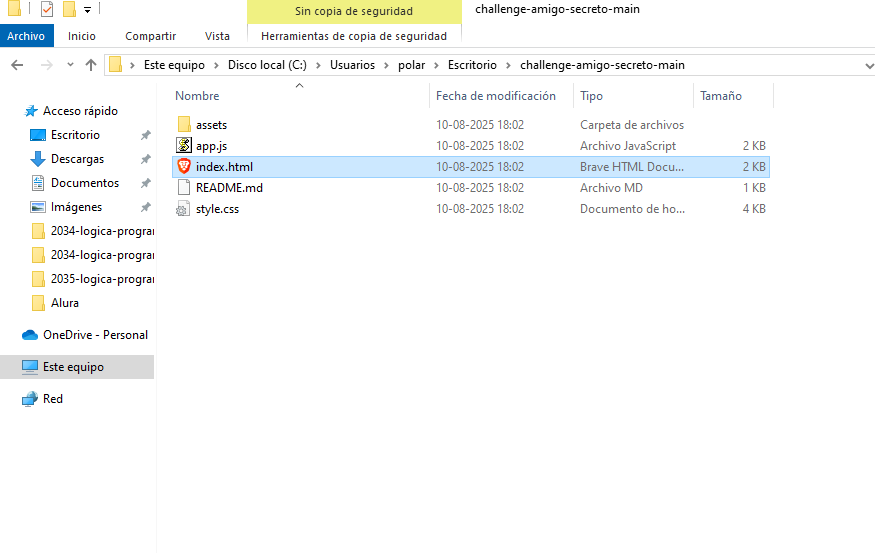 Sin copia de seguridad
challenge-amigo-secreto-main
Archivo Inicio Compartir Vista Herramientas de copia de seguridad
Este equipo Disco local (C:) Usuarios polar Escritorio challenge-amigo-secreto-main
Nombre Fecha de modificación Tipo Tamaño
Acceso rápido
Escritorio
Descargas
Documentos
Imágenes
2034-logica-progran
2034-logica-progran
2035-logica-progran
Alura
OneDrive - Personal
Este equipo
Red
assets 10-08-2025 18:02 Carpeta de archivos
app.js 10-08-2025 18:02 Archivo JavaScript 2 KB
index.html 10-08-2025 18:02 Brave HTML Docu... 2 KB
README.md 10-08-2025 18:02 Archivo MD 1 KB
style.css 10-08-2025 18:02 Documento de ho... 4 KB